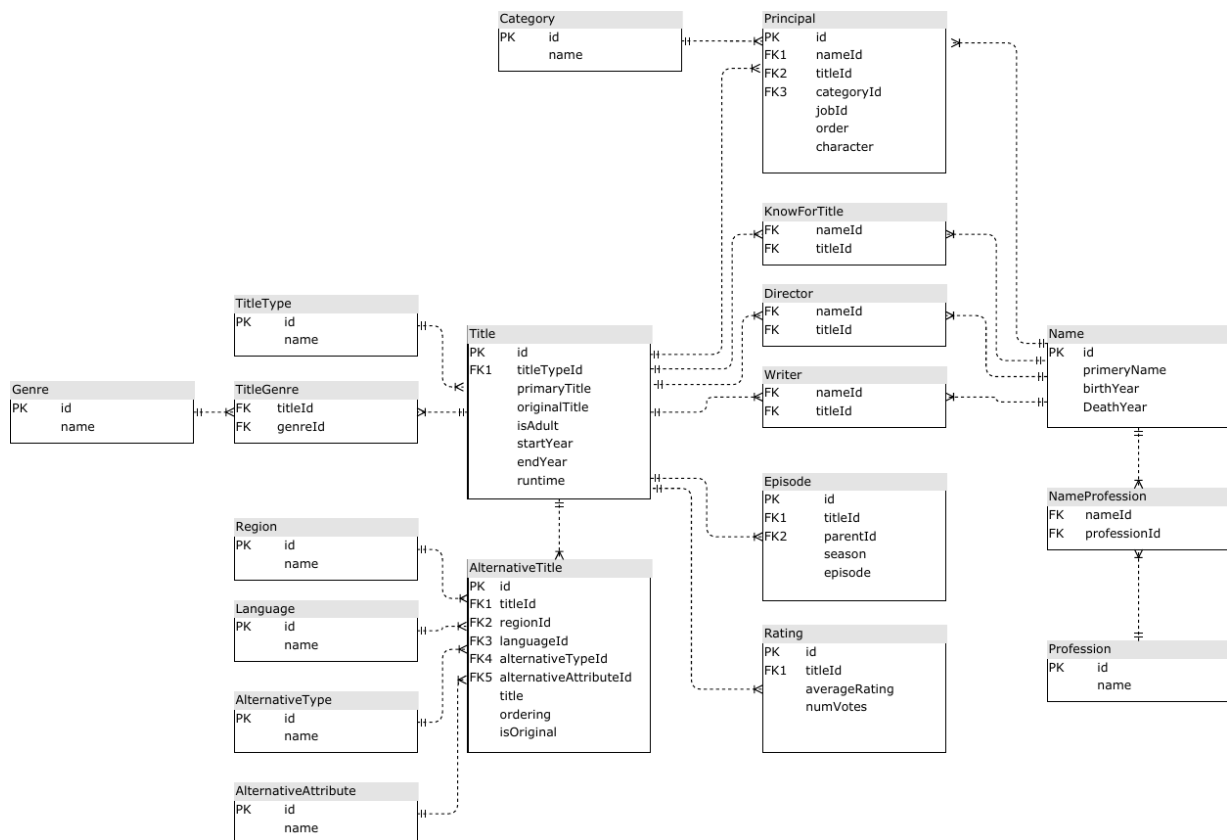 Category
PK id
name
Principal
PK id
FK1 nameId
FK2 titleId
FK3 categoryId
jobId
order
character
KnowForTitle
FK nameId
FK titleId
Director
FK nameId
FK titleId
Writer
FK nameId
FK titleId
TitleType
PK id
name
Genre
PK id
name
TitleGenre
FK titleId
FK genreId
Title
PK id
FK1 titleTypeId
primaryTitle
originalTitle
isAdult
startYear
endYear
runtime
Name
PK id
primeryName
birthYear
DeathYear
Episode
PK id
FK1 titleId
FK2 parentId
season
episode
NameProfession
FK nameId
FK professionId
Region
PK id
name
Language
PK id
name
AlternativeType
PK id
name
AlternativeAttribute
PK id
name
AlternativeTitle
PK id
FK1 titleId
FK2 regionId
FK3 languageId
FK4 alternativeTypeId
FK5 alternativeAttributeId
title
ordering
isOriginal
Rating
PK id
FK1 titleId
averageRating
numVotes
Profession
PK id
name